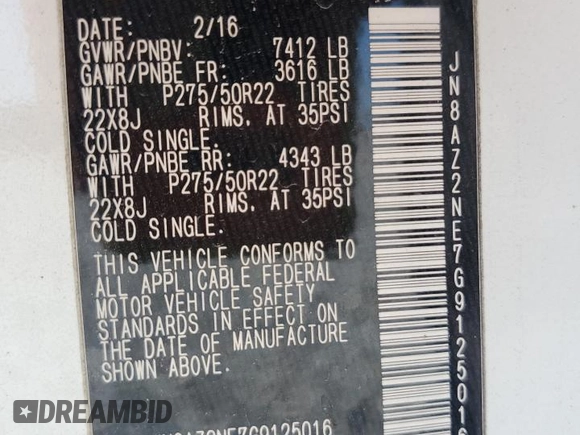 DATE: 2/16
GVWR/PNBV: 7412 LB
GAWR/PNBE FR: 3616 LB
WITH P275/50R22 TIRES
22X8J RIMS, AT 35PSI
COLD SINGLE.
GAWR/PNBE RR: 4343 LB
WITH P275/50R22 TIRES
22X8J RIMS, AT 35PSI
COLD SINGLE.
THIS VEHICLE CONFORMS TO
ALL APPLICABLE FEDERAL
MOTOR VEHICLE SAFETY
STANDARDS IN EFFECT ON
THE DATE OF MANUFACTURE
SHOWN ABOVE.
JN8AZ2NE7G9125016
EPICVIN